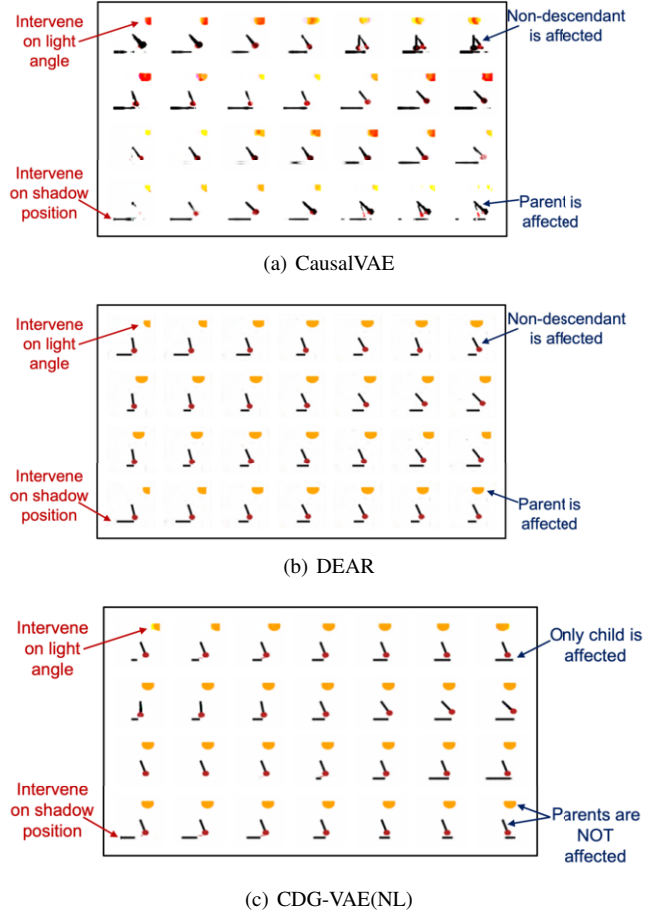 Intervene
on light
angle
Non-descendant
is affected
Intervene
on shadow
position
Parent is
affected
(a) CausalVAE
Intervene
on light
angle
Non-descendant
is affected
Intervene
on shadow
position
Parent is
affected
(b) DEAR
Intervene
on light
angle
Only child is
affected
Intervene
on shadow
position
Parents are
NOT
affected
(c) CDG-VAE(NL)